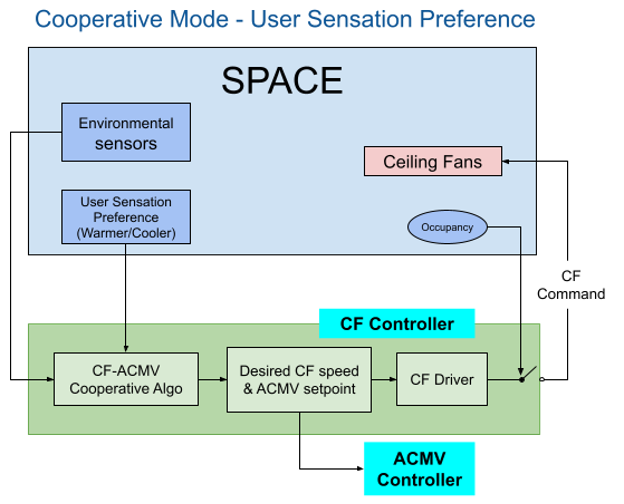 Cooperative Mode - User Sensation Preference
SPACE
Environmental
sensors
Ceiling Fans
User Sensation
Preference
(Warmer/Cooler)
Occupancy
CF
Command
CF Controller
CF-ACMV
Cooperative Algo
Desired CF speed
& ACMV setpoint
CF Driver
ACMV
Controller